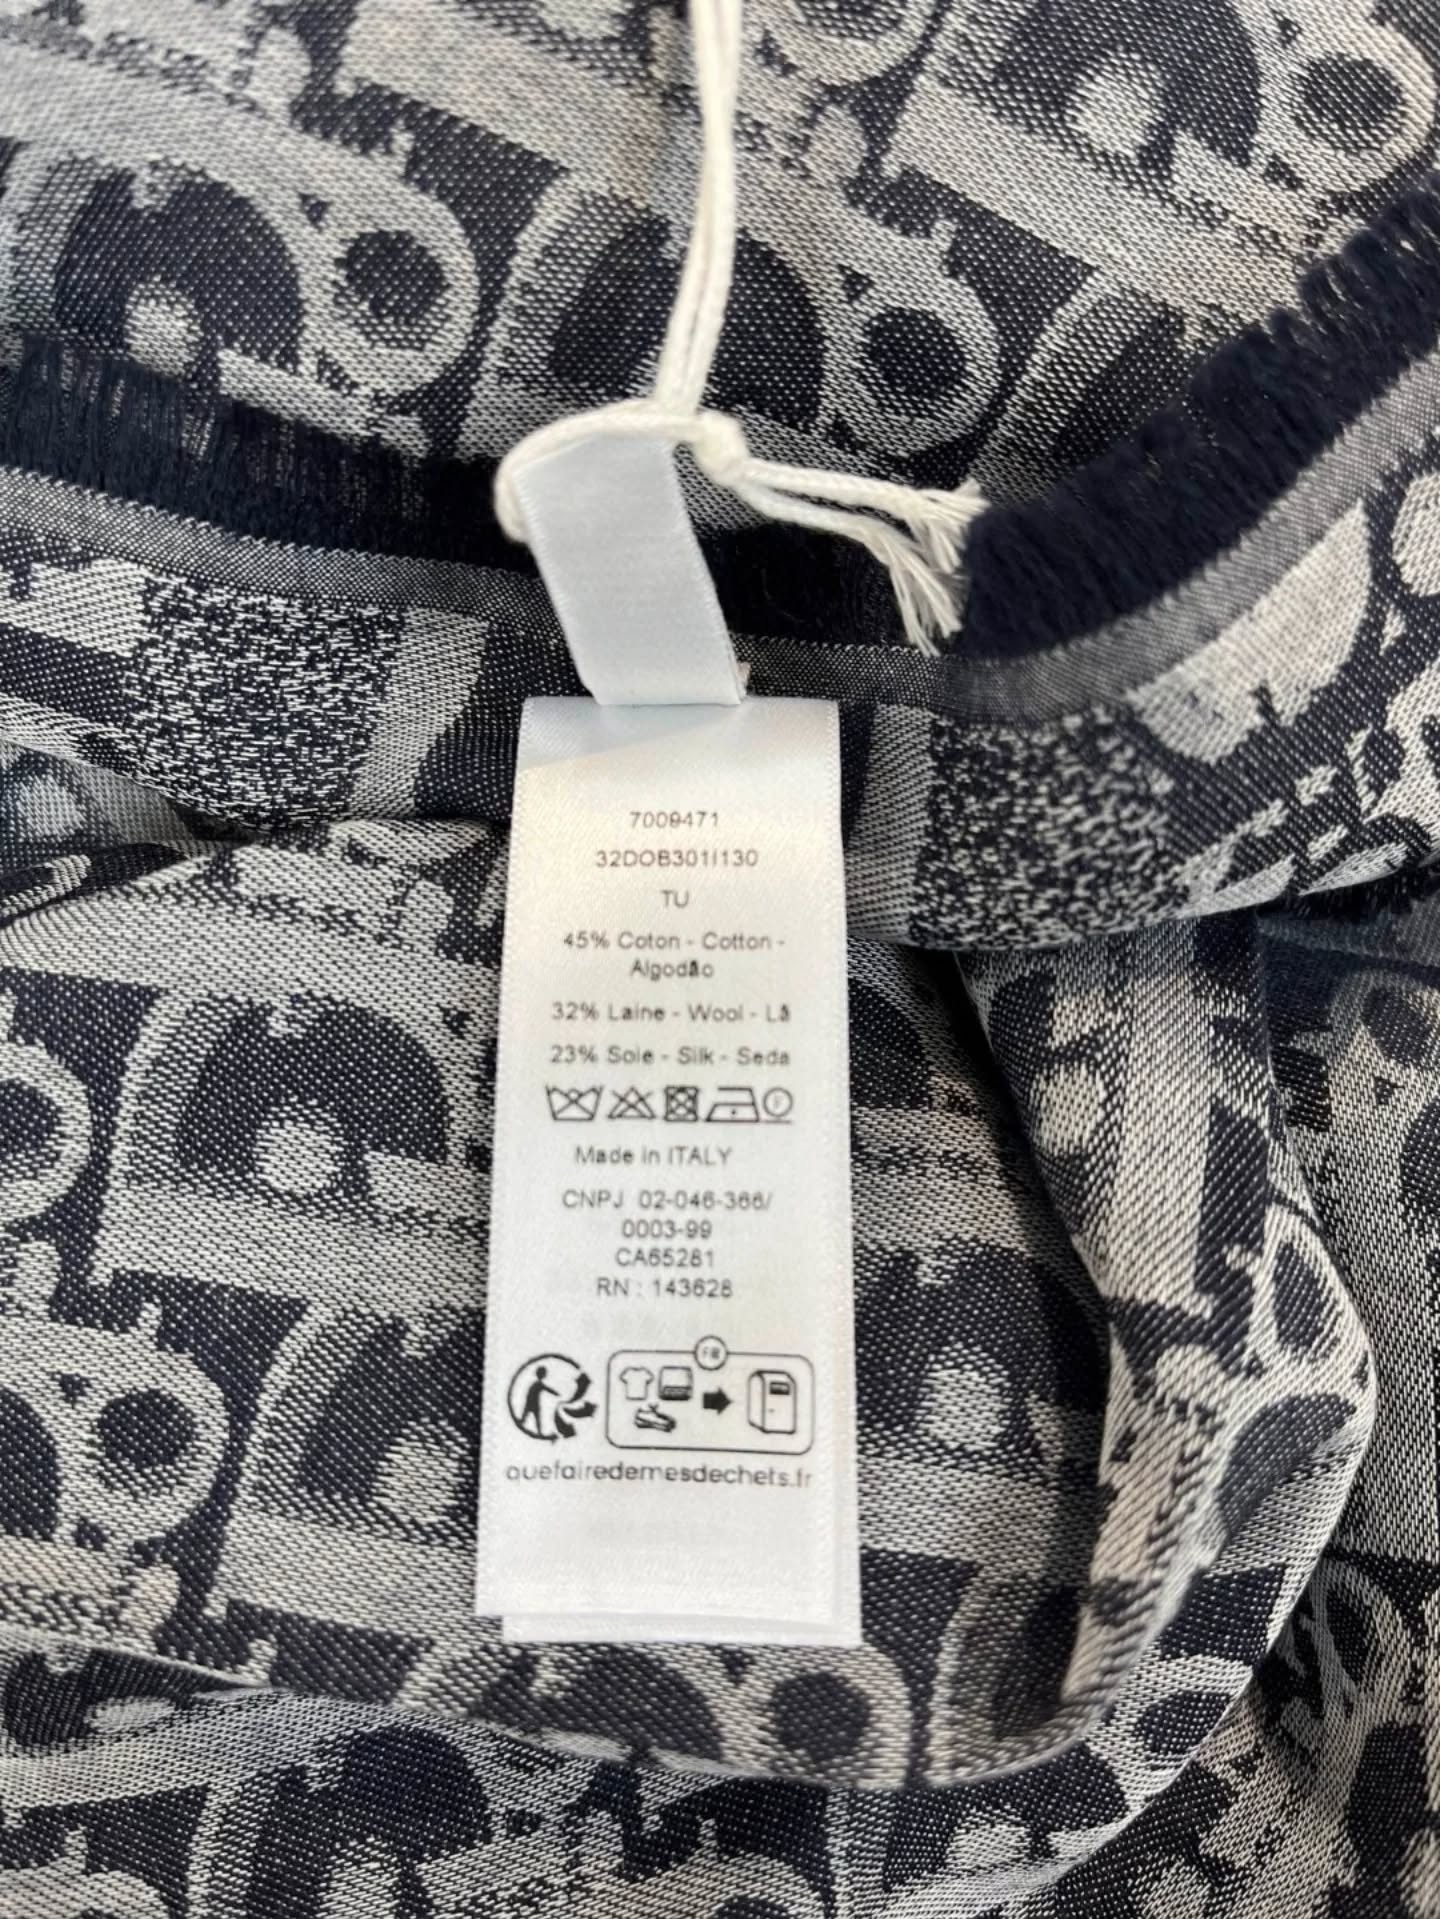 7009471
32DOB301I130
TU
45% Coton - Cotton -
Algodão
32% Laine - Wool - Lã
23% Soie - Silk - Seda
F
Made in ITALY
CNPJ 02-046-366/
0003-99
CA65281
RN : 143628
FR
quefairedemesdechets.fr